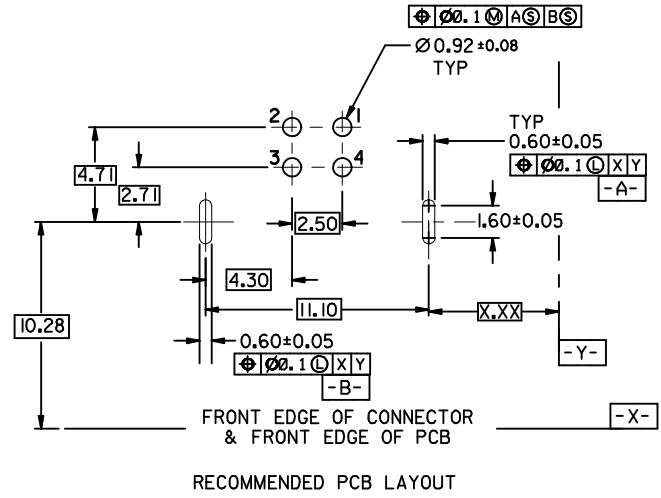 ⌖ Ø0.1 Ⓜ A Ⓢ B Ⓢ
Ø 0.92 ±0.08
TYP
2 1
3 4
TYP
0.60±0.05
⌖ Ø0.1 Ⓛ X Y
-A-
4.71
2.71
2.50
1.60±0.05
4.30
11.10
X.XX
10.28
0.60±0.05
⌖ Ø0.1 Ⓛ X Y
-B-
-Y-
-X-
FRONT EDGE OF CONNECTOR
& FRONT EDGE OF PCB
RECOMMENDED PCB LAYOUT